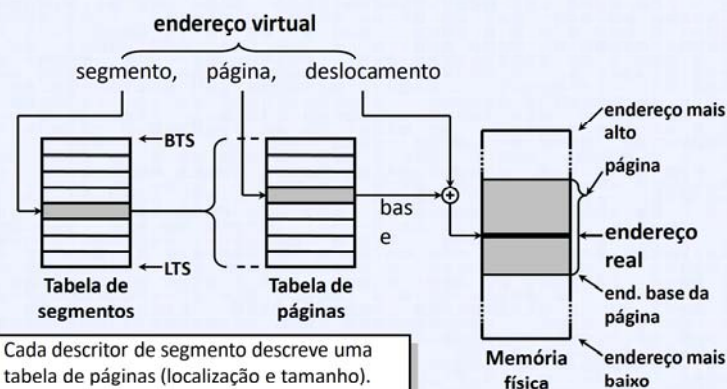 endereço virtual
segmento, página, deslocamento
BTS
LTS
Tabela de
segmentos
Tabela de
páginas
bas
e
+
endereço mais
alto
página
endereço
real
end. base da
página
endereço mais
baixo
Memória
física
Cada descritor de segmento descreve uma
tabela de páginas (localização e tamanho).